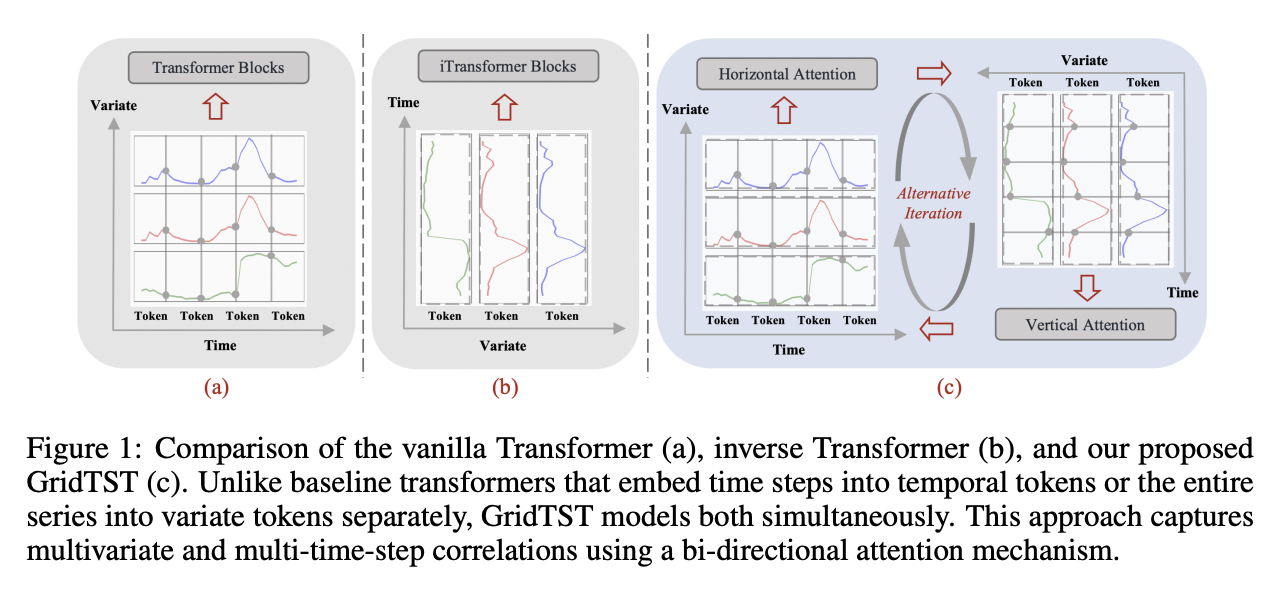 Transformer Blocks
Variate
Token Token Token Token
Time
(a)
iTransformer Blocks
Time
Token Token Token
Variate
(b)
Horizontal Attention
Variate
Token Token Token Token
Time
Alternative
Iteration
Variate
Token Token Token
Time
Vertical Attention
(c)
Figure 1: Comparison of the vanilla Transformer (a), inverse Transformer (b), and our proposed
GridTST (c). Unlike baseline transformers that embed time steps into temporal tokens or the entire
series into variate tokens separately, GridTST models both simultaneously. This approach captures
multivariate and multi-time-step correlations using a bi-directional attention mechanism.